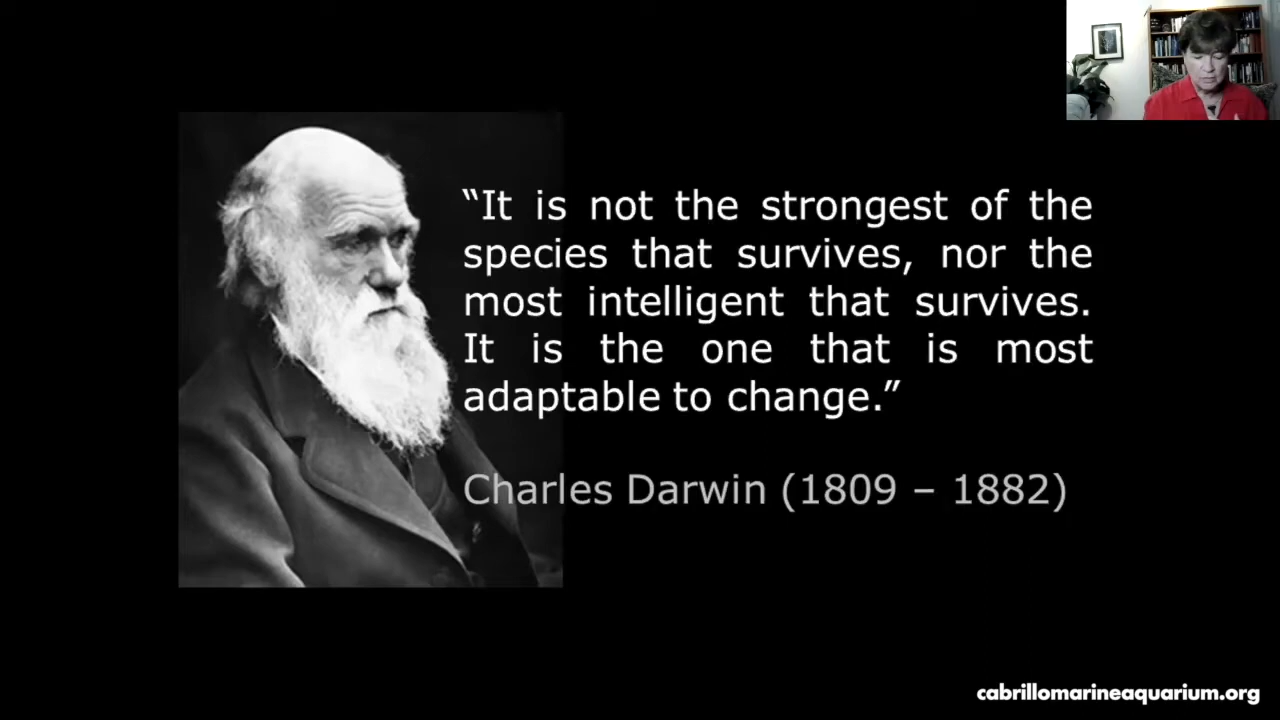 “It is not the strongest of the
species that survives, nor the
most intelligent that survives.
It is the one that is most
adaptable to change.”
Charles Darwin (1809 – 1882)
cabrillomarineaquarium.org